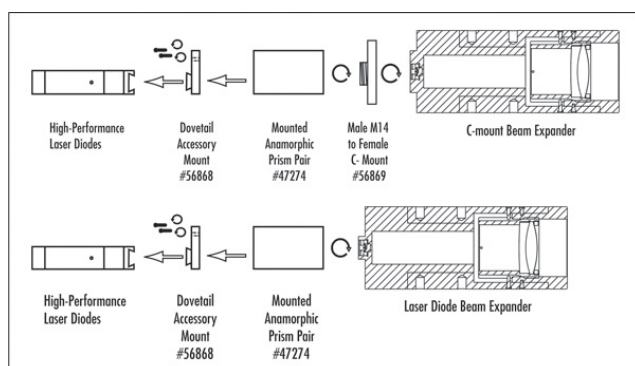 High-Performance
Laser Diodes
Dovetail
Accessory
Mount
#56868
Mounted
Anamorphic
Prism Pair
#47274
Male M14
to Female
C- Mount
#56869
C-mount Beam Expander
High-Performance
Laser Diodes
Dovetail
Accessory
Mount
#56868
Mounted
Anamorphic
Prism Pair
#47274
Laser Diode Beam Expander